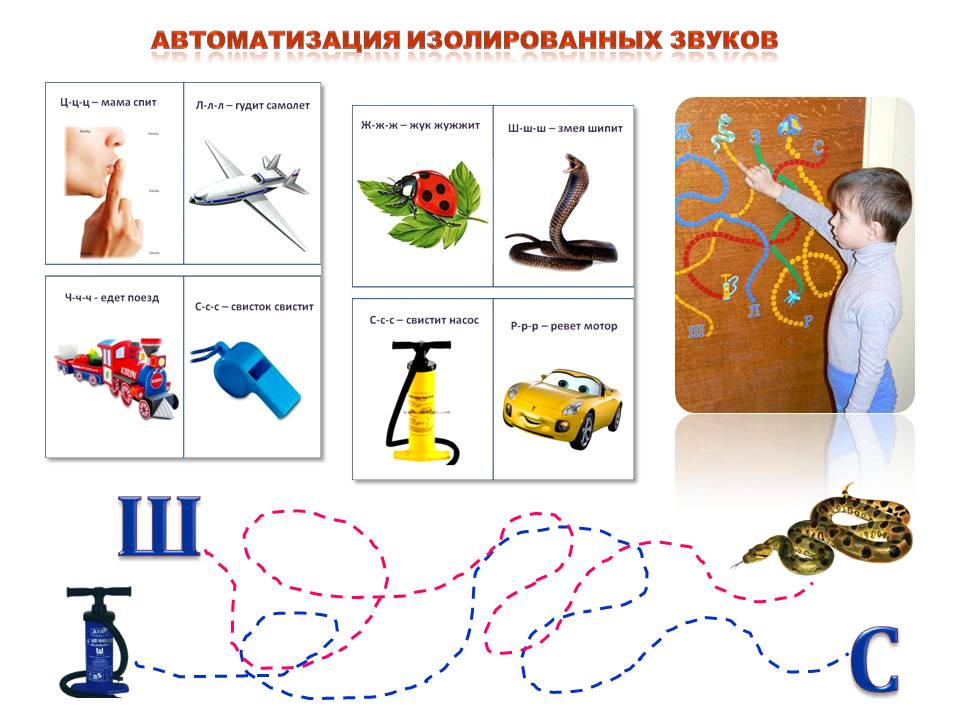 АВТОМАТИЗАЦИЯ ИЗОЛИРОВАННЫХ ЗВУКОВ
Ц-ц-ц – мама спит
Л-л-л – гудит самолет
Ж-ж-ж – жук жужжит
Ш-ш-ш – змея шипит
Ч-ч-ч - едет поезд
С-с-с – свисток свистит
С-с-с – свистит насос
Р-р-р – ревет мотор
KIRIN
Ж
З
С
Ш
Л
Р
Ш
С